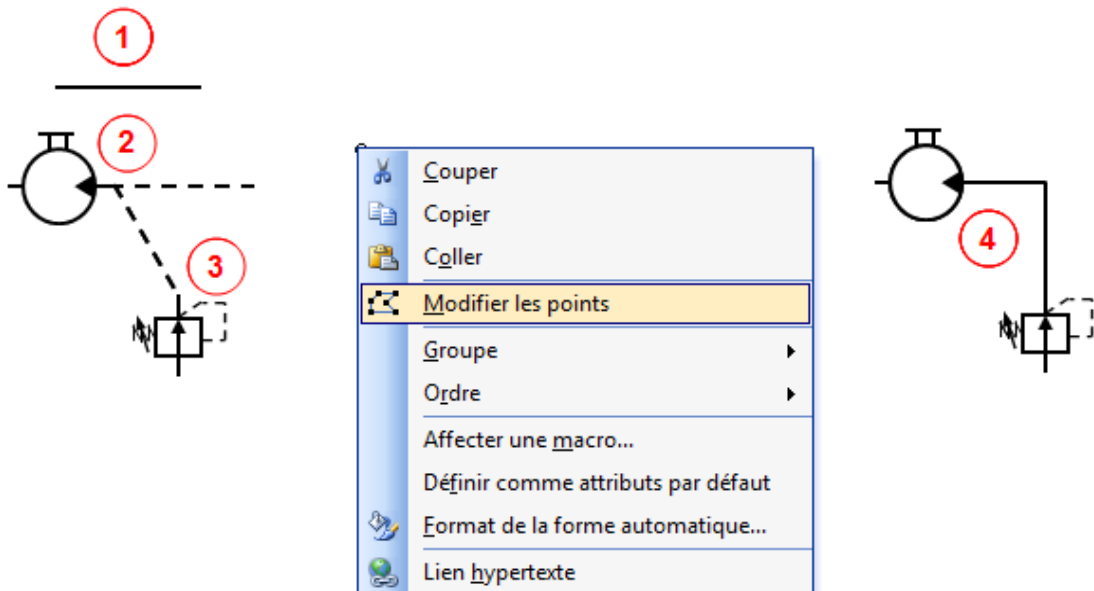 1
2
3
Couper
Copier
Coller
Modifier les points
Groupe
Ordre
Affecter une macro...
Définir comme attributs par défaut
Format de la forme automatique...
Lien hypertexte
4